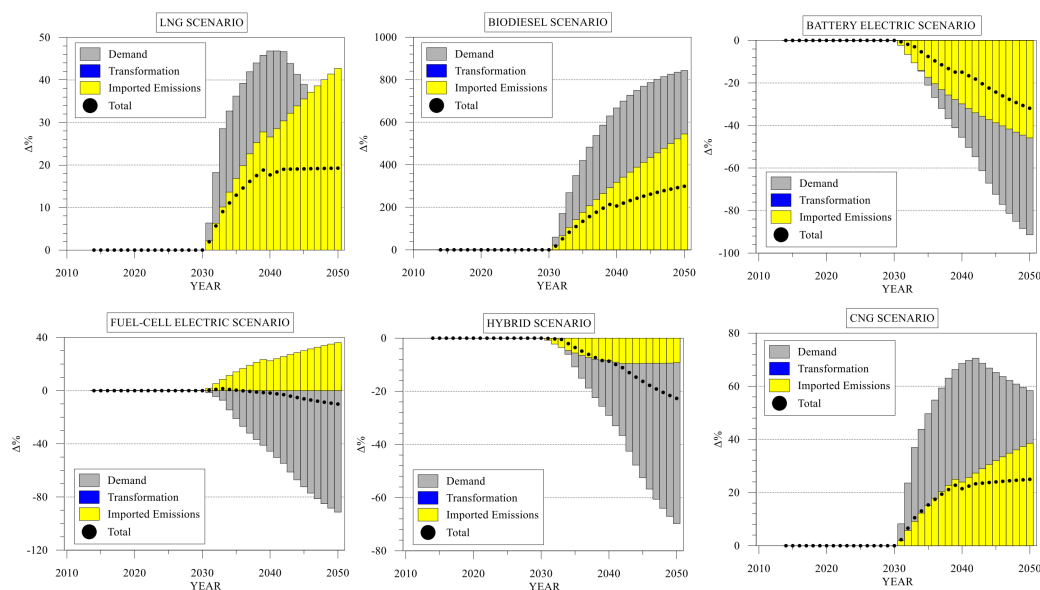 LNG SCENARIO
50
40
30
20
10
0
Δ%
Demand
Transformation
Imported Emissions
Total
2010 2020 2030 2040 2050
YEAR
BIODIESEL SCENARIO
1000
800
600
400
200
0
Δ%
Demand
Transformation
Imported Emissions
Total
2010 2020 2030 2040 2050
YEAR
BATTERY ELECTRIC SCENARIO
0
-20
-40
-60
-80
-100
Δ%
Demand
Transformation
Imported Emissions
Total
2010 2020 2030 2040 2050
YEAR
FUEL-CELL ELECTRIC SCENARIO
40
0
-40
-80
-120
Δ%
Demand
Transformation
Imported Emissions
Total
2010 2020 2030 2040 2050
YEAR
HYBRID SCENARIO
0
-20
-40
-60
-80
Δ%
Demand
Transformation
Imported Emissions
Total
2010 2020 2030 2040 2050
YEAR
CNG SCENARIO
80
60
40
20
0
Δ%
Demand
Transformation
Imported Emissions
Total
2010 2020 2030 2040 2050
YEAR